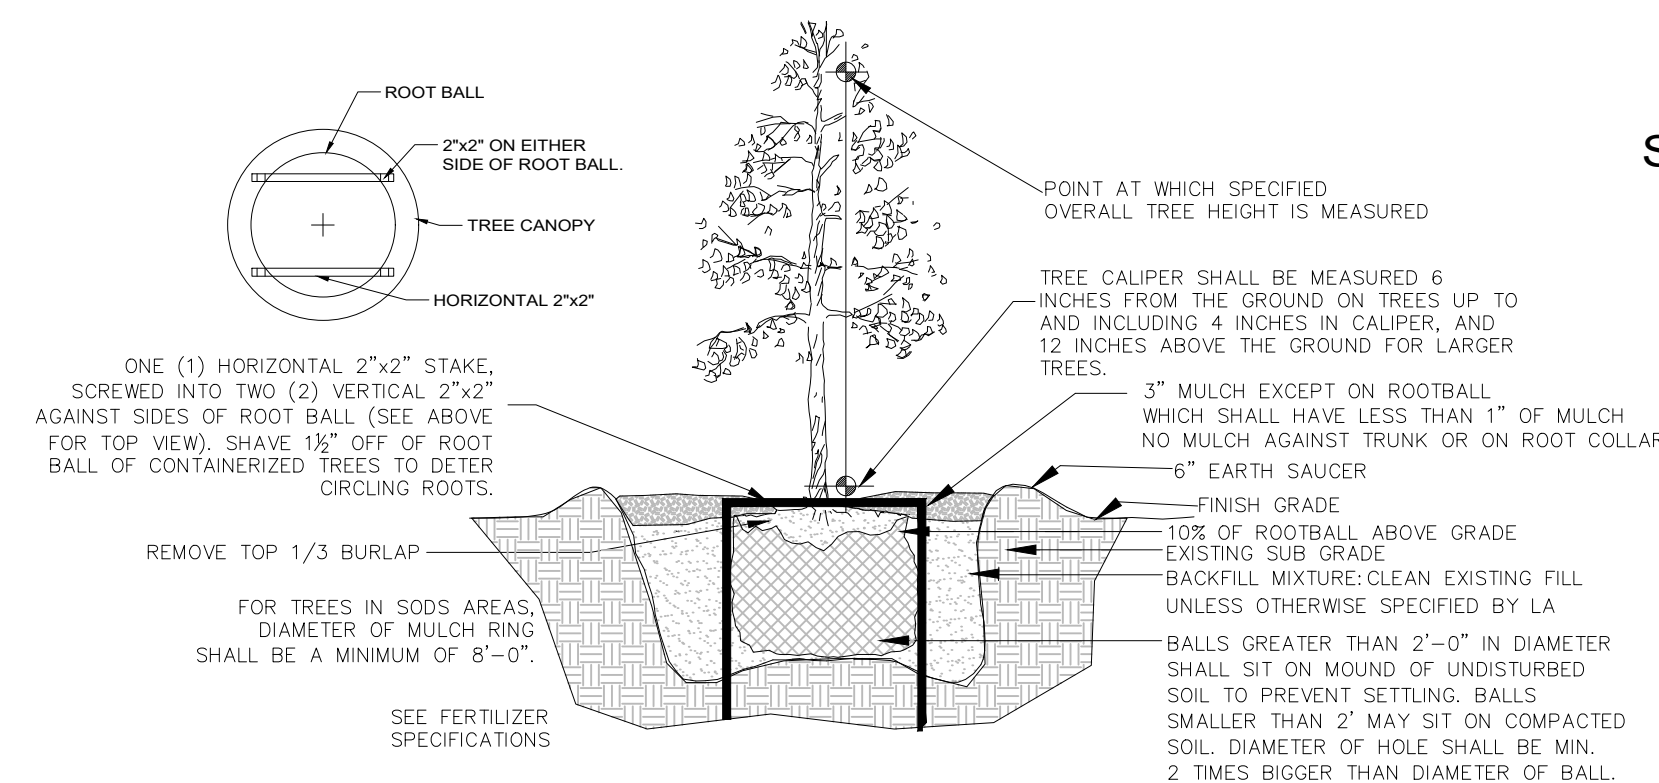 ROOT BALL
2"x2" ON EITHER
SIDE OF ROOT BALL.
TREE CANOPY
HORIZONTAL 2"x2"
S
POINT AT WHICH SPECIFIED
OVERALL TREE HEIGHT IS MEASURED
TREE CALIPER SHALL BE MEASURED 6
INCHES FROM THE GROUND ON TREES UP TO
AND INCLUDING 4 INCHES IN CALIPER, AND
12 INCHES ABOVE THE GROUND FOR LARGER
TREES.
ONE (1) HORIZONTAL 2"x2" STAKE,
SCREWED INTO TWO (2) VERTICAL 2"x2"
AGAINST SIDES OF ROOT BALL (SEE ABOVE
FOR TOP VIEW). SHAVE 1½" OFF OF ROOT
BALL OF CONTAINERIZED TREES TO DETER
CIRCLING ROOTS.
3" MULCH EXCEPT ON ROOTBALL
WHICH SHALL HAVE LESS THAN 1" OF MULCH
NO MULCH AGAINST TRUNK OR ON ROOT COLLAR
6" EARTH SAUCER
FINISH GRADE
10% OF ROOTBALL ABOVE GRADE
EXISTING SUB GRADE
BACKFILL MIXTURE: CLEAN EXISTING FILL
UNLESS OTHERWISE SPECIFIED BY LA
REMOVE TOP 1/3 BURLAP
FOR TREES IN SODS AREAS,
DIAMETER OF MULCH RING
SHALL BE A MINIMUM OF 8'-0".
SEE FERTILIZER
SPECIFICATIONS
BALLS GREATER THAN 2'-0" IN DIAMETER
SHALL SIT ON MOUND OF UNDISTURBED
SOIL TO PREVENT SETTLING. BALLS
SMALLER THAN 2' MAY SIT ON COMPACTED
SOIL. DIAMETER OF HOLE SHALL BE MIN.
2 TIMES BIGGER THAN DIAMETER OF BALL.